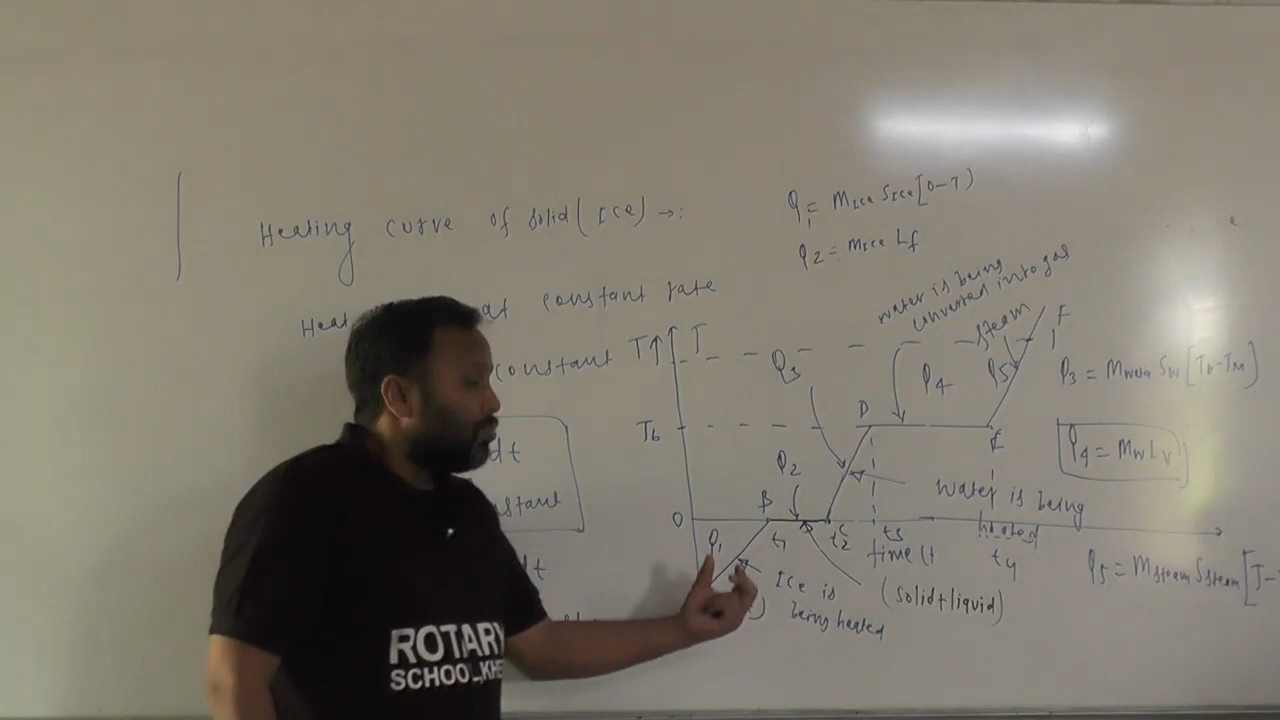 Heating curve of solid (Ice) →:
Q1 = MIce SIce [0-T)
Q2 = MIce Lf
Heat at constant rate
constant
dt
constant
dt
water is being
converted into gas
steam
T↑
T
Tb
0
Q1
Q2
Q3
Q4
Q5
B
C
D
E
F
t1
t2
t3
t4
time (t
Ice is
being heated
(solid+liquid)
Water is being
heated
Q3 = Mwater Sw [Tb-TM]
Q4 = Mw Lv
Q5 = Msteam Ssteam [T-
ROTARY
SCHOOL, KHE